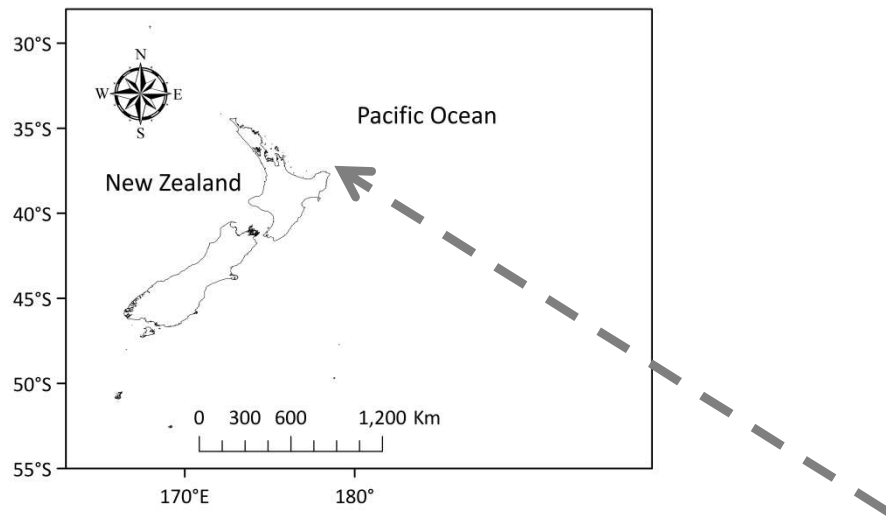 30°S
N
W E
S
35°S
Pacific Ocean
New Zealand
40°S
45°S
50°S
0 300 600 1,200 Km
55°S
170°E 180°